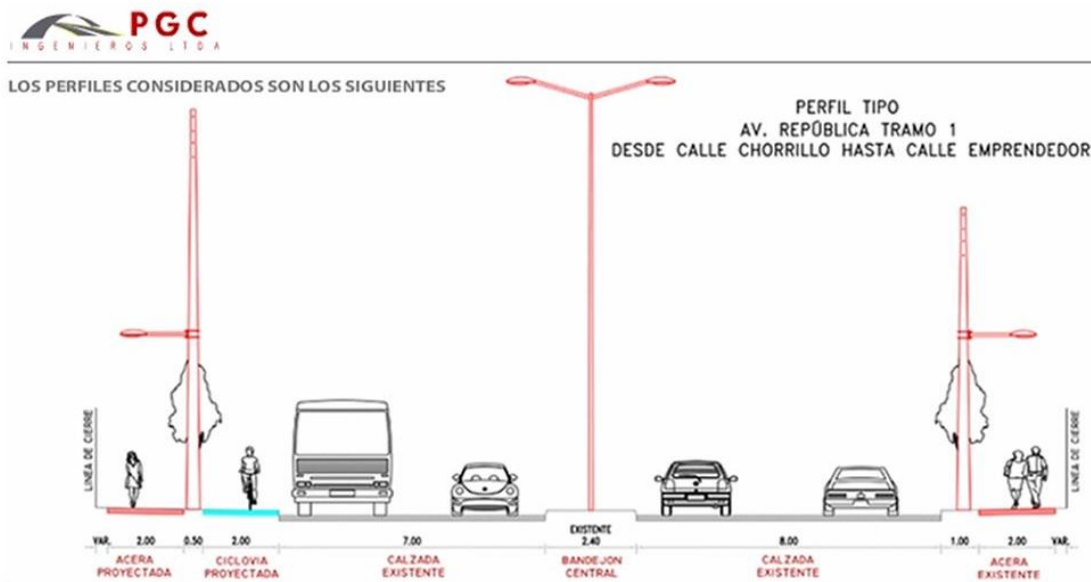 PGC
INGENIEROS LTDA
LOS PERFILES CONSIDERADOS SON LOS SIGUIENTES
PERFIL TIPO
AV. REPÚBLICA TRAMO 1
DESDE CALLE CHORRILLO HASTA CALLE EMPRENDEDOR
LINEA DE CIERRE
LINEA DE CIERRE
EXISTENTE
VAR. 2.00 0.50 2.00 7.00 2.40 8.00 1.00 2.00 VAR.
ACERA PROYECTADA
CICLOVIA PROYECTADA
CALZADA EXISTENTE
BANDEJON CENTRAL
CALZADA EXISTENTE
ACERA EXISTENTE